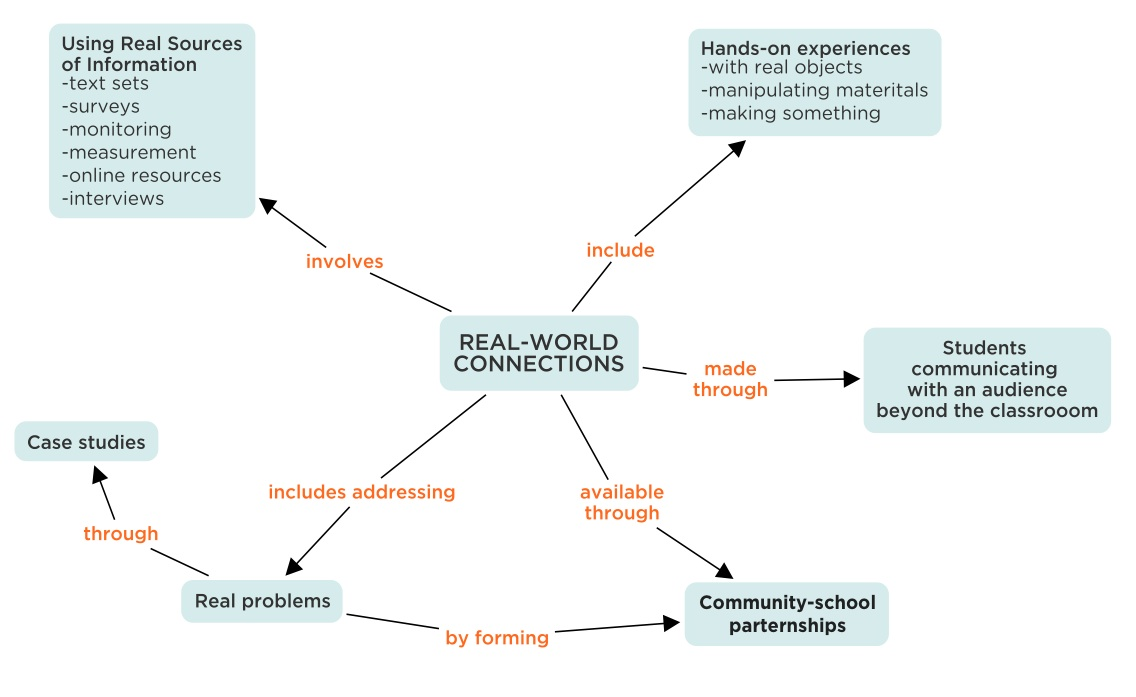 Using Real Sources
of Information
-text sets
-surveys
-monitoring
-measurement
-online resources
-interviews
Hands-on experiences
-with real objects
-manipulating materitals
-making something
involves
include
REAL-WORLD
CONNECTIONS
made
through
Students
communicating
with an audience
beyond the classrooom
Case studies
includes addressing
available
through
through
Real problems
by forming
Community-school
parternships